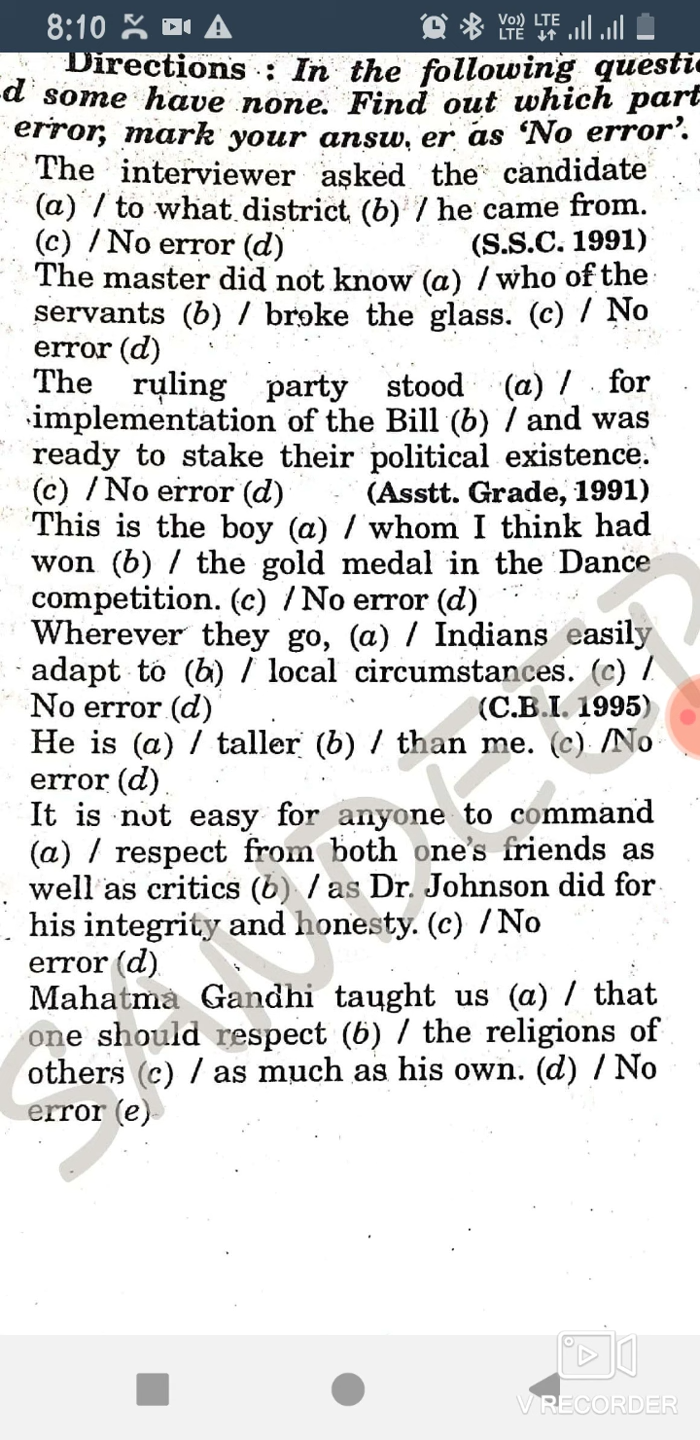 8:10
Vo)) LTE
LTE
Directions : In the following questi
d some have none. Find out which part
error, mark your answ. er as ‘No error’.
The interviewer asked the candidate
(a) / to what district (b) / he came from.
(c) / No error (d) (S.S.C. 1991)
The master did not know (a) / who of the
servants (b) / broke the glass. (c) / No
error (d)
The ruling party stood (a) / for
implementation of the Bill (b) / and was
ready to stake their political existence.
(c) / No error (d) (Asstt. Grade, 1991)
This is the boy (a) / whom I think had
won (b) / the gold medal in the Dance
competition. (c) / No error (d)
Wherever they go, (a) / Indians easily
adapt to (b) / local circumstances. (c) /
No error (d) (C.B.I. 1995)
He is (a) / taller (b) / than me. (c) /No
error (d)
It is not easy for anyone to command
(a) / respect from both one's friends as
well as critics (b) / as Dr. Johnson did for
his integrity and honesty. (c) / No
error (d)
Mahatma Gandhi taught us (a) / that
one should respect (b) / the religions of
others (c) / as much as his own. (d) / No
error (e)
SANDEEP
V RECORDER